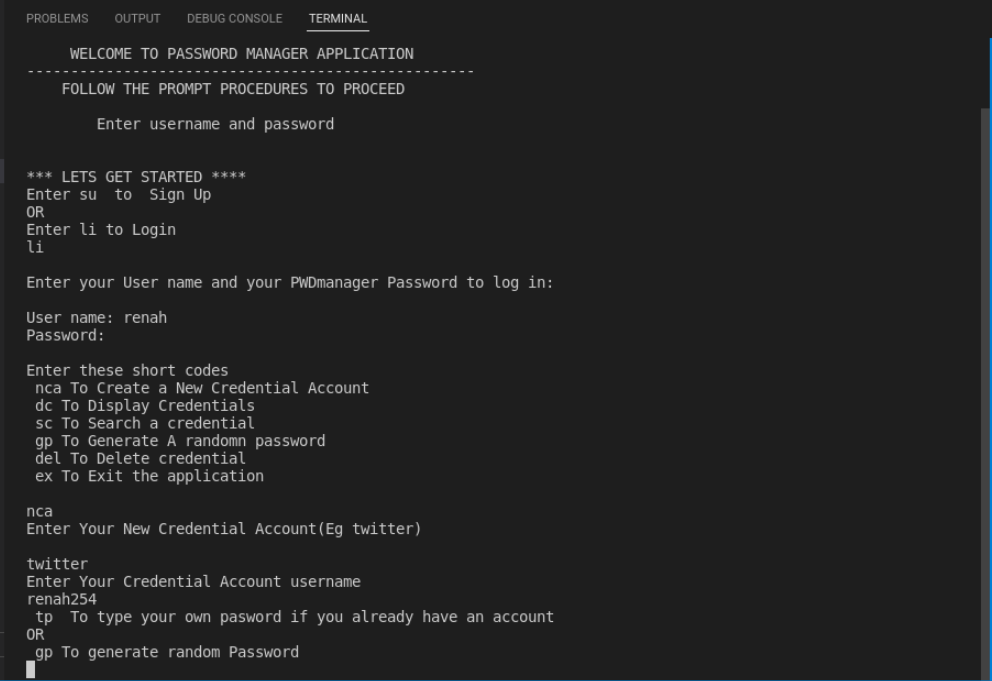 PROBLEMS OUTPUT DEBUG CONSOLE TERMINAL
WELCOME TO PASSWORD MANAGER APPLICATION
---------------------------------------------------
FOLLOW THE PROMPT PROCEDURES TO PROCEED
Enter username and password
*** LETS GET STARTED ****
Enter su  to  Sign Up
OR
Enter li to Login
li
Enter your User name and your PWDmanager Password to log in:
User name: renah
Password:
Enter these short codes
nca To Create a New Credential Account
dc To Display Credentials
sc To Search a credential
gp To Generate A randomn password
del To Delete credential
ex To Exit the application
nca
Enter Your New Credential Account(Eg twitter)
twitter
Enter Your Credential Account username
renah254
tp  To type your own pasword if you already have an account
OR
gp To generate random Password